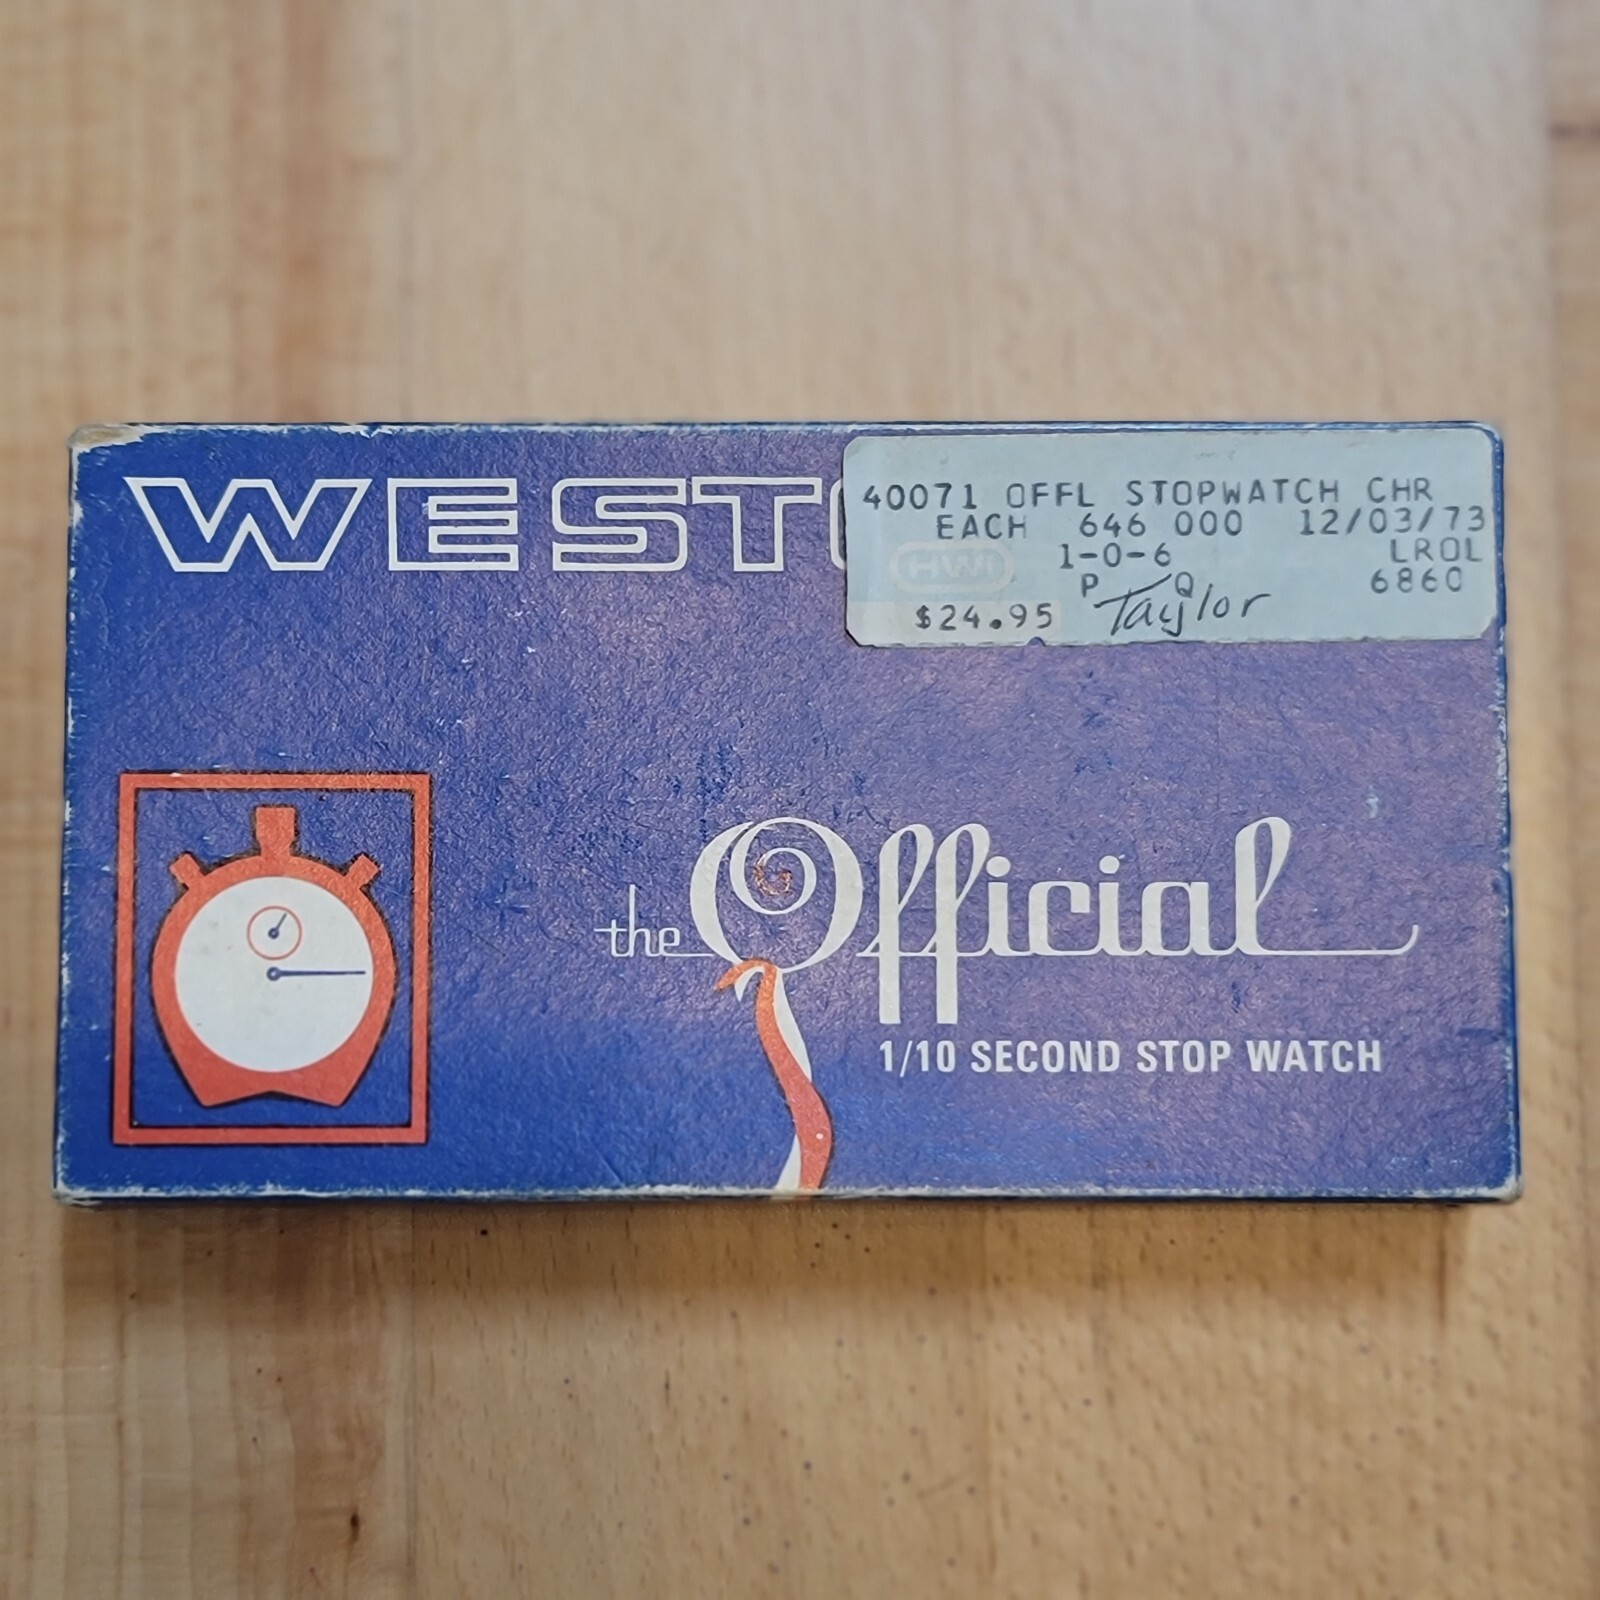 WESTC
40071 OFFL STOPWATCH CHR
EACH 646 000 12/03/73
1-0-6 LROL
HWI
P Q 6860
$24.95 Taylor
the Official
1/10 SECOND STOP WATCH